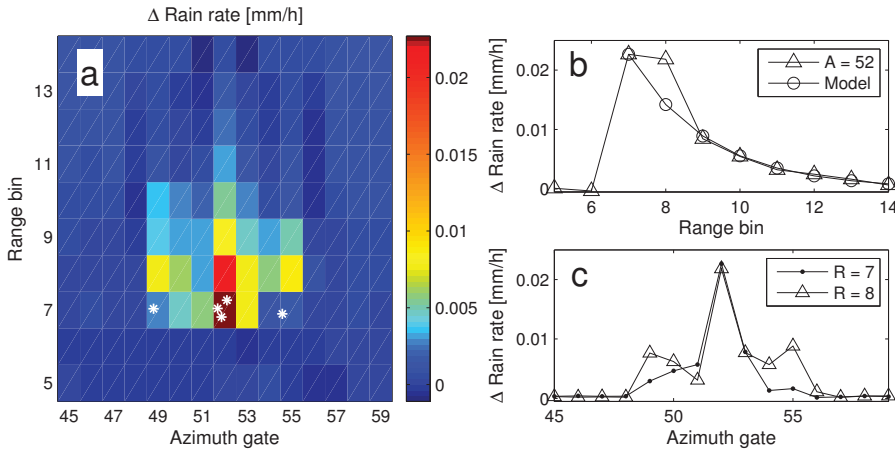 Δ Rain rate [mm/h]
a
Range bin
13
11
9
7
5
45 47 49 51 53 55 57 59
Azimuth gate
0.02
0.015
0.01
0.005
0
b
Δ Rain rate [mm/h]
0.02
0.01
0
A = 52
Model
6 8 10 12 14
Range bin
c
Δ Rain rate [mm/h]
0.02
0.01
0
R = 7
R = 8
45 50 55
Azimuth gate